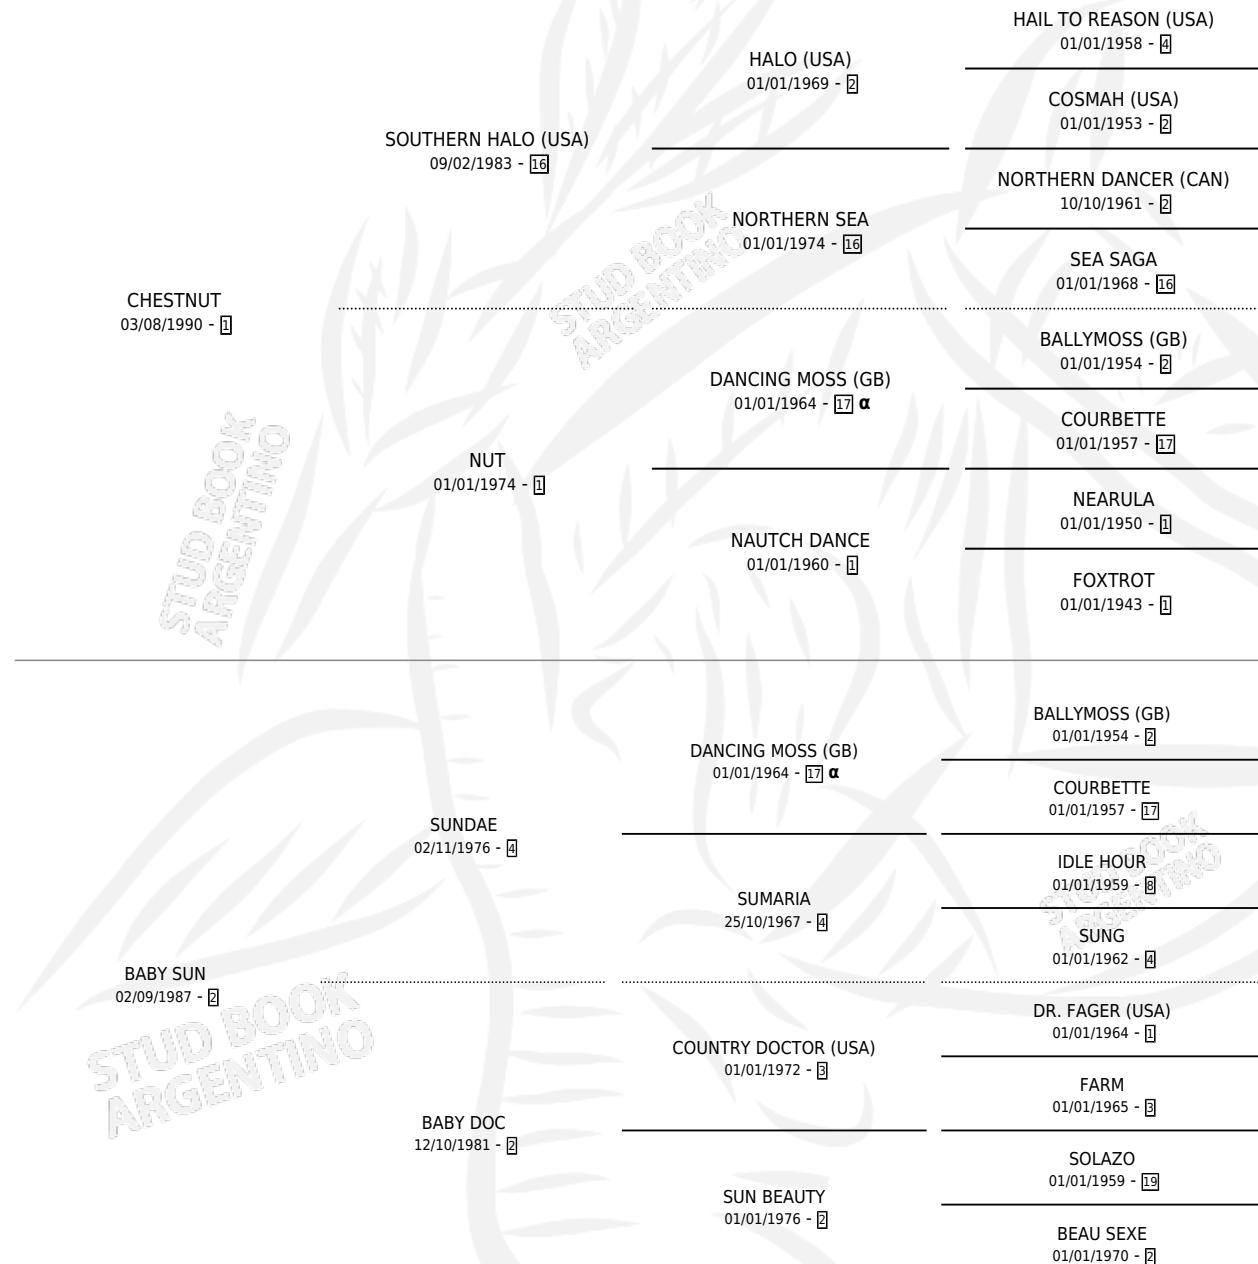 HAIL TO REASON (USA)
01/01/1958 - 4
HALO (USA)
01/01/1969 - 2
COSMAH (USA)
01/01/1953 - 2
SOUTHERN HALO (USA)
09/02/1983 - 16
NORTHERN DANCER (CAN)
10/10/1961 - 2
NORTHERN SEA
01/01/1974 - 16
SEA SAGA
01/01/1968 - 16
STUD BOOK
ARGENTINO
CHESTNUT
03/08/1990 - 1
BALLYMOSS (GB)
01/01/1954 - 2
DANCING MOSS (GB)
01/01/1964 - 17 α
COURBETTE
01/01/1957 - 17
NUT
01/01/1974 - 1
NEARULA
01/01/1950 - 1
NAUTCH DANCE
01/01/1960 - 1
FOXTROT
01/01/1943 - 1
STUD BOOK
ARGENTINO
BALLYMOSS (GB)
01/01/1954 - 2
DANCING MOSS (GB)
01/01/1964 - 17 α
COURBETTE
01/01/1957 - 17
SUNDAE
02/11/1976 - 4
IDLE HOUR
01/01/1959 - 8
SUMARIA
25/10/1967 - 4
SUNG
01/01/1962 - 4
STUD BOOK
ARGENTINO
BABY SUN
02/09/1987 - 2
DR. FAGER (USA)
01/01/1964 - 1
COUNTRY DOCTOR (USA)
01/01/1972 - 3
FARM
01/01/1965 - 3
BABY DOC
12/10/1981 - 2
SOLAZO
01/01/1959 - 19
SUN BEAUTY
01/01/1976 - 2
BEAU SEXE
01/01/1970 - 2
STUD BOOK
ARGENTINO